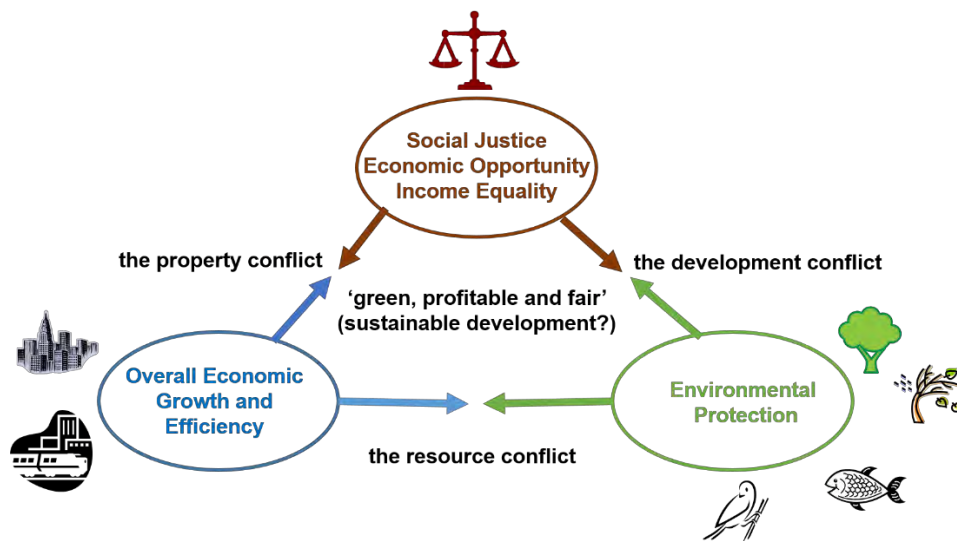 Social Justice
Economic Opportunity
Income Equality
the property conflict
the development conflict
‘green, profitable and fair’
(sustainable development?)
Overall Economic
Growth and
Efficiency
Environmental
Protection
the resource conflict